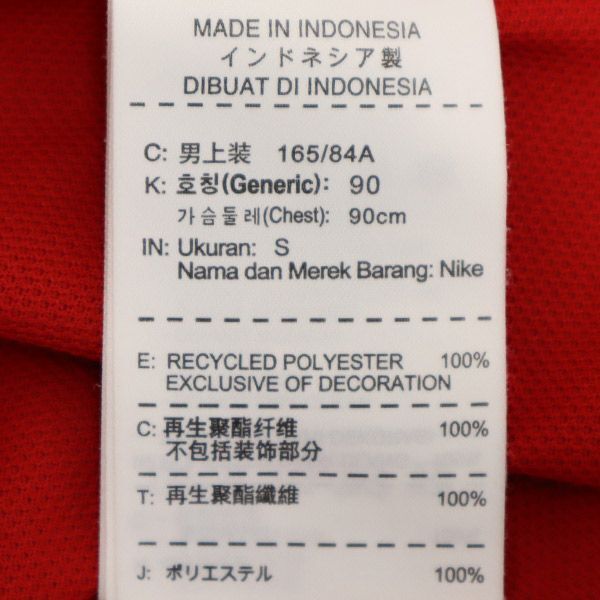 MADE IN INDONESIA
インドネシア製
DIBUAT DI INDONESIA
C: 男上装 165/84A
K: 호칭(Generic): 90
가슴둘레(Chest): 90cm
IN: Ukuran: S
Nama dan Merek Barang: Nike
E: RECYCLED POLYESTER 100%
EXCLUSIVE OF DECORATION
C: 再生聚酯纤维 100%
不包括装饰部分
T: 再生聚酯纖維 100%
J: ポリエステル 100%